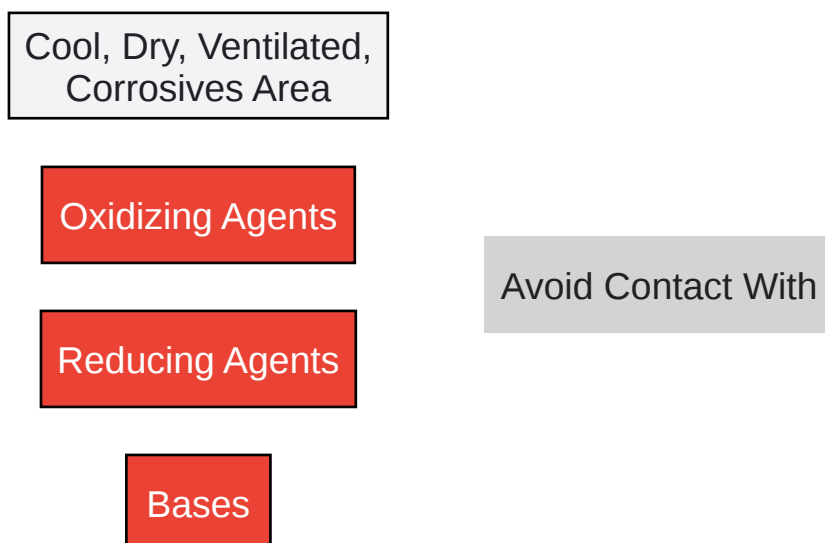 Cool, Dry, Ventilated,
Corrosives Area
Oxidizing Agents
Avoid Contact With
Reducing Agents
Bases